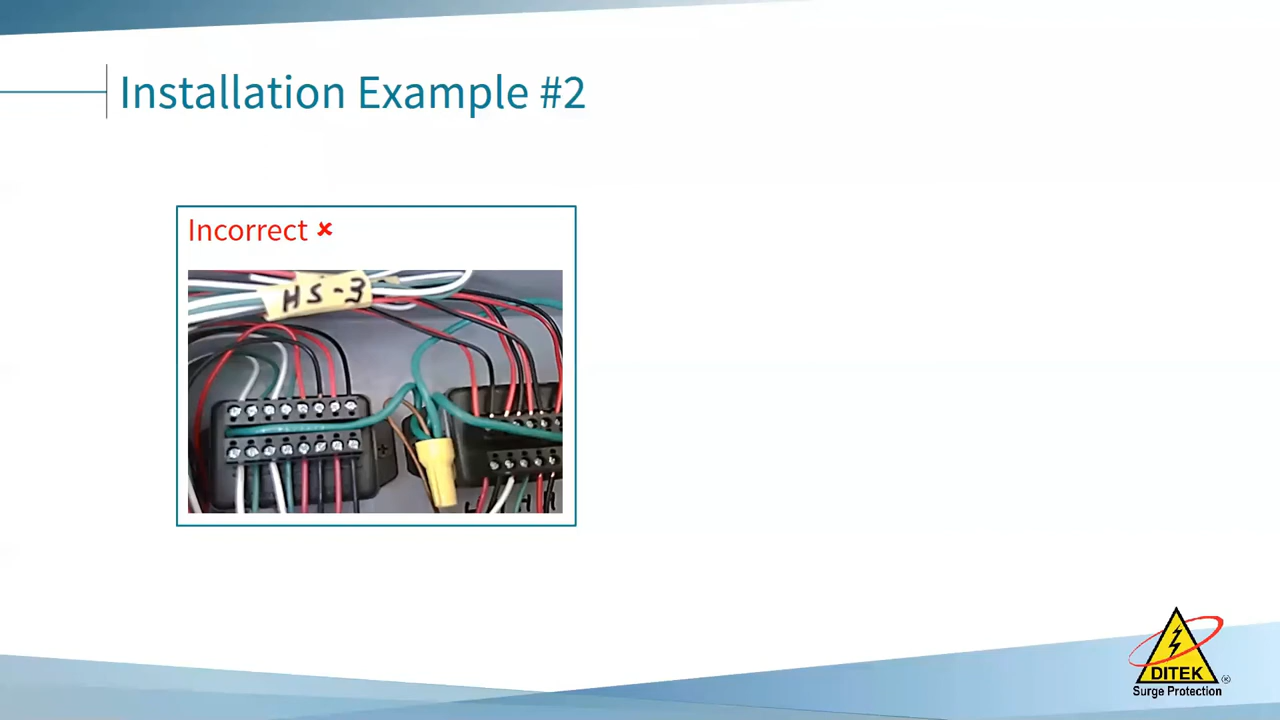 Installation Example #2
Incorrect ✘
HS-3
DITEK
®
Surge Protection